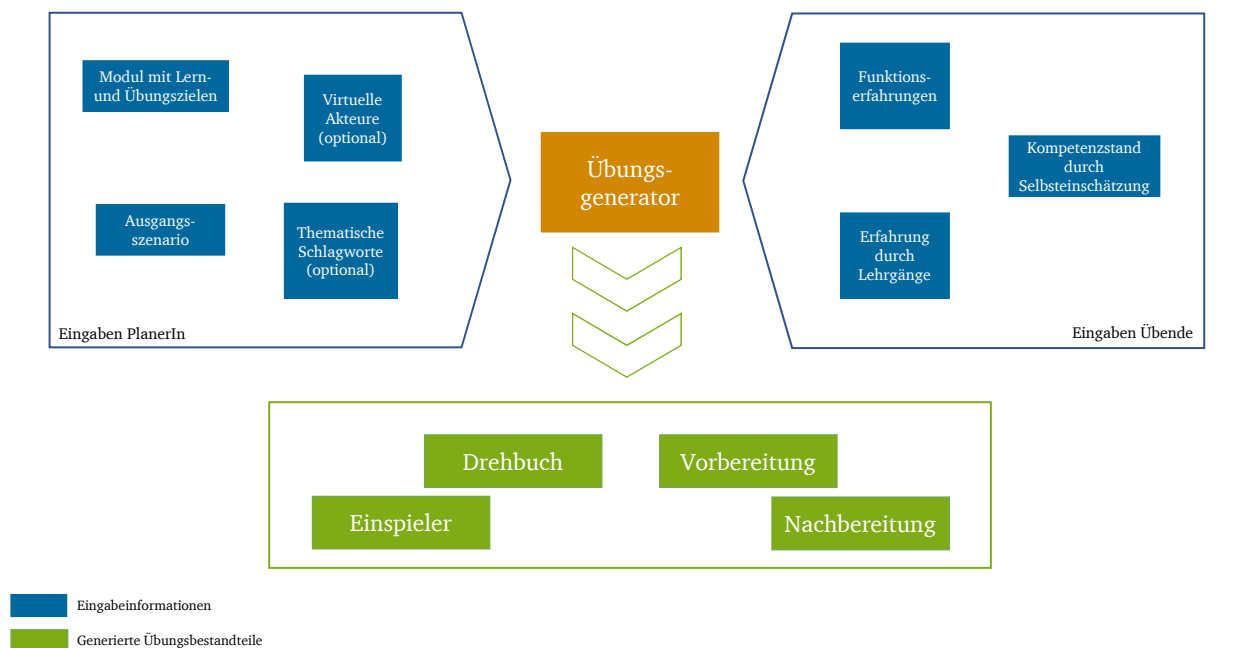 Modul mit Lern-
und Übungszielen
Virtuelle
Akteure
(optional)
Ausgangs-
szenario
Thematische
Schlagworte
(optional)
Eingaben PlanerIn
Übungs-
generator
Funktions-
erfahrungen
Kompetenzstand
durch
Selbsteinschätzung
Erfahrung
durch
Lehrgänge
Eingaben Übende
Drehbuch
Vorbereitung
Einspieler
Nachbereitung
Eingabeinformationen
Generierte Übungsbestandteile